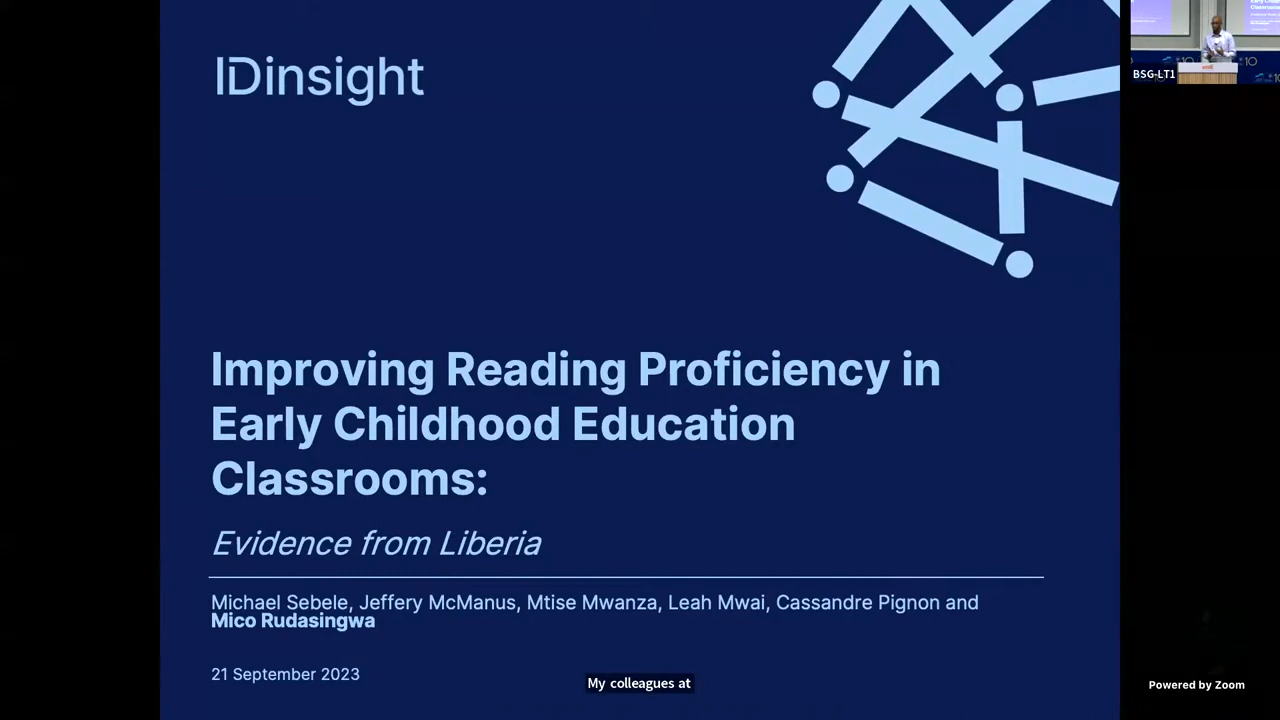 IDinsight
Improving Reading Proficiency in
Early Childhood Education
Classrooms:
Evidence from Liberia
Michael Sebele, Jeffery McManus, Mtise Mwanza, Leah Mwai, Cassandre Pignon and
Mico Rudasingwa
21 September 2023
My colleagues at
BSG-LT1
Powered by Zoom